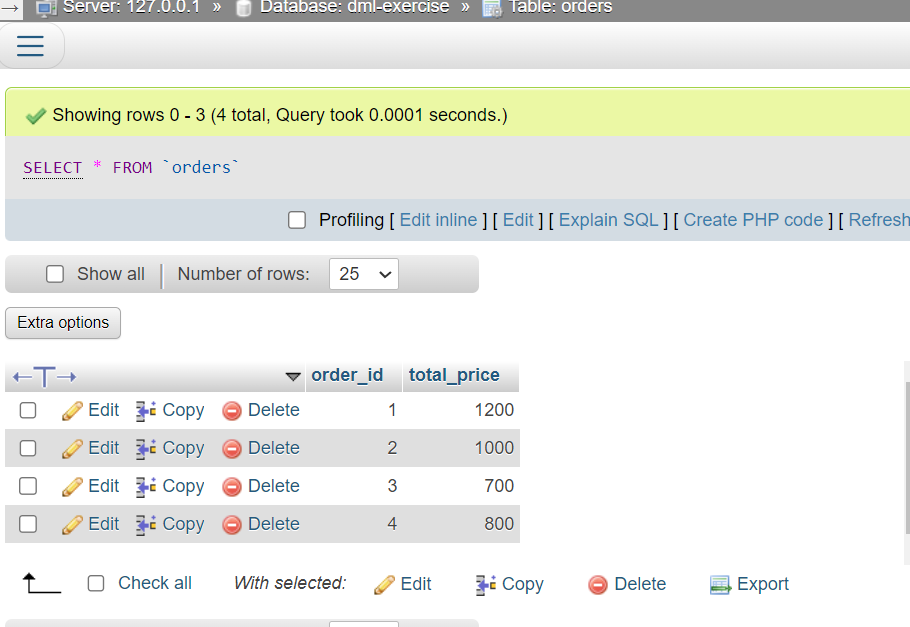 Server: 127.0.0.1 » Database: dml-exercise » Table: orders
Showing rows 0 - 3 (4 total, Query took 0.0001 seconds.)
SELECT * FROM `orders`
Profiling [ Edit inline ] [ Edit ] [ Explain SQL ] [ Create PHP code ] [ Refresh
Show all | Number of rows: 25
Extra options
←T→ order_id total_price
Edit Copy Delete 1 1200
Edit Copy Delete 2 1000
Edit Copy Delete 3 700
Edit Copy Delete 4 800
Check all With selected: Edit Copy Delete Export